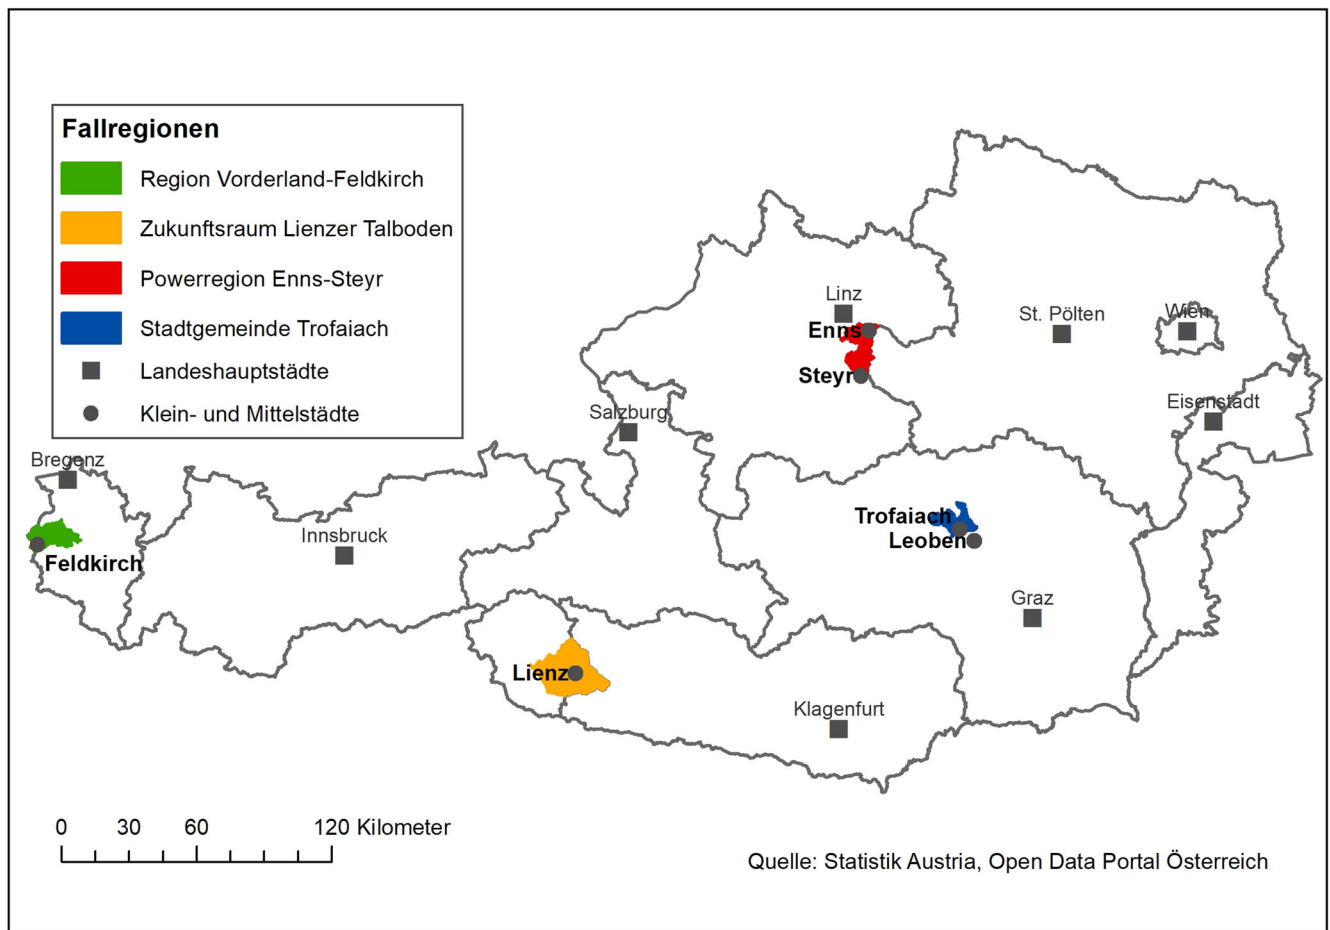 Fallregionen
Region Vorderland-Feldkirch
Zukunftsraum Lienzer Talboden
Powerregion Enns-Steyr
Stadtgemeinde Trofaiach
Landeshauptstädte
Klein- und Mittelstädte
Linz
Enns
Steyr
St. Pölten
Wien
Eisenstadt
Salzburg
Bregenz
Feldkirch
Innsbruck
Trofaiach
Leoben
Graz
Lienz
Klagenfurt
0 30 60 120 Kilometer
Quelle: Statistik Austria, Open Data Portal Österreich